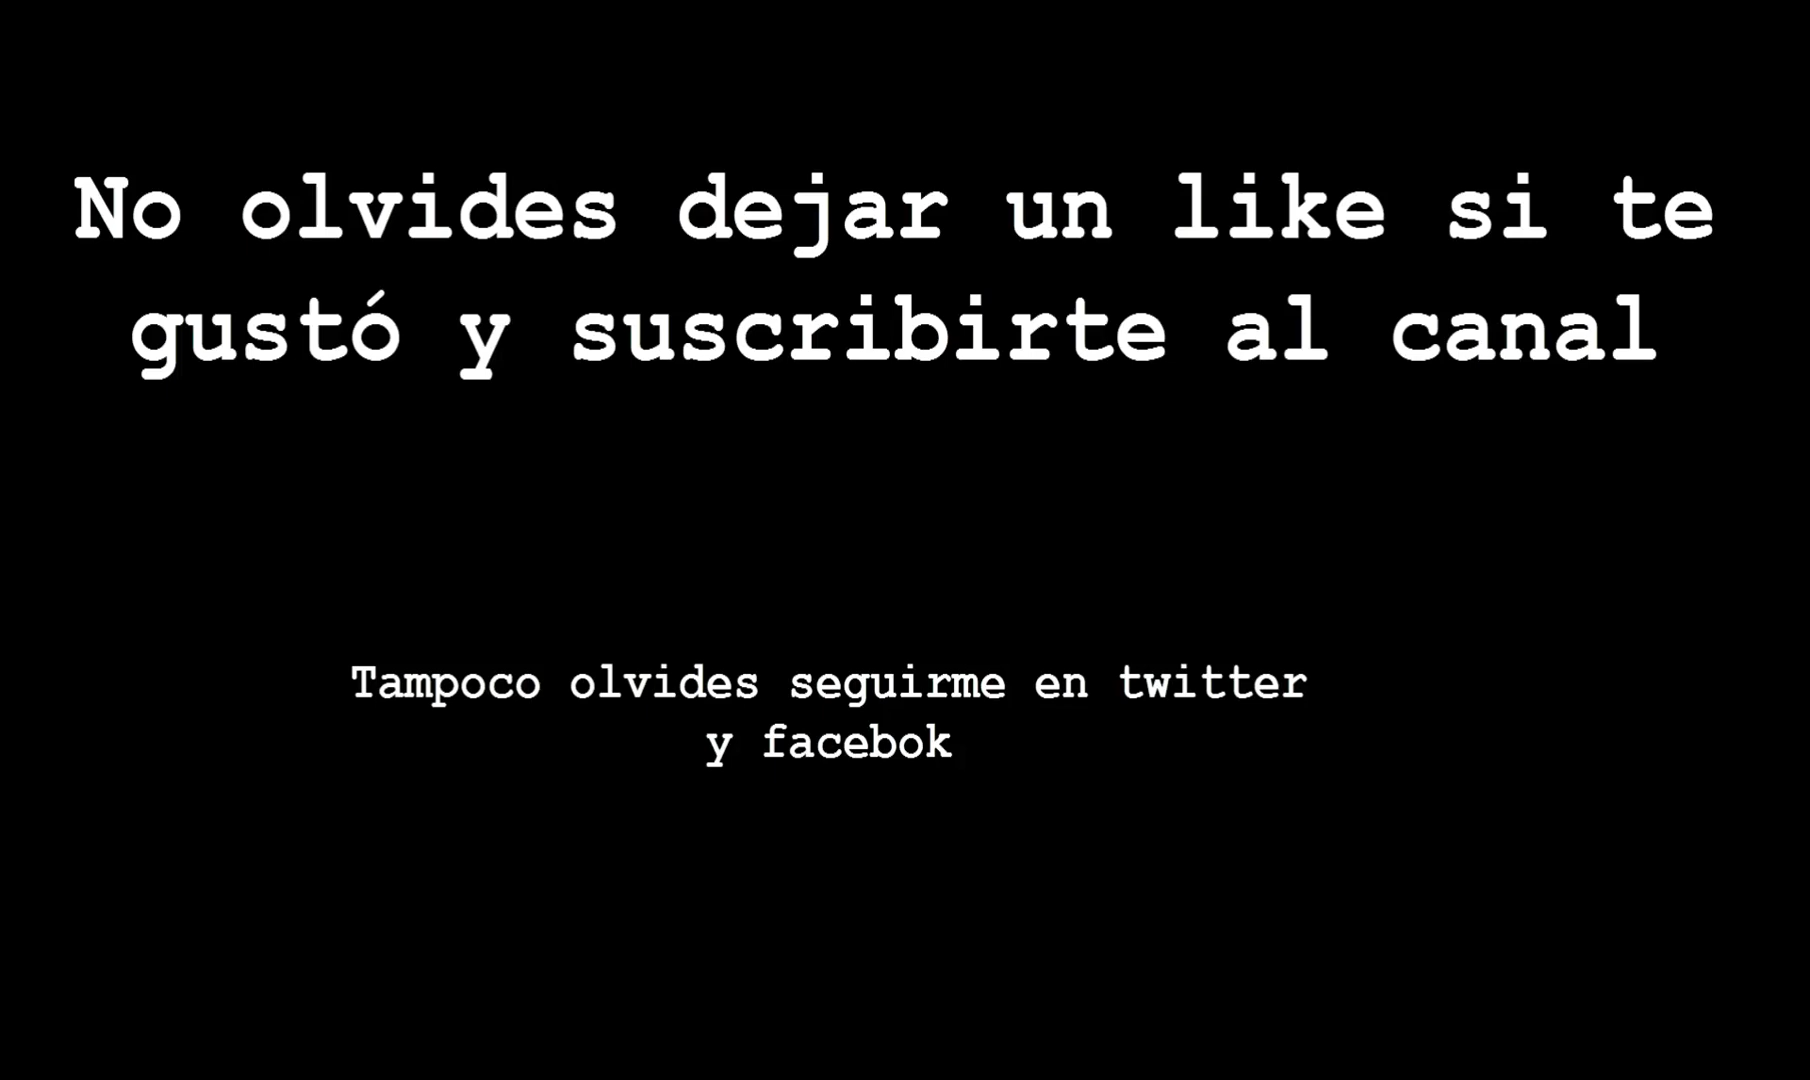 No olvides dejar un like si te
gustó y suscribirte al canal
Tampoco olvides seguirme en twitter
y facebok